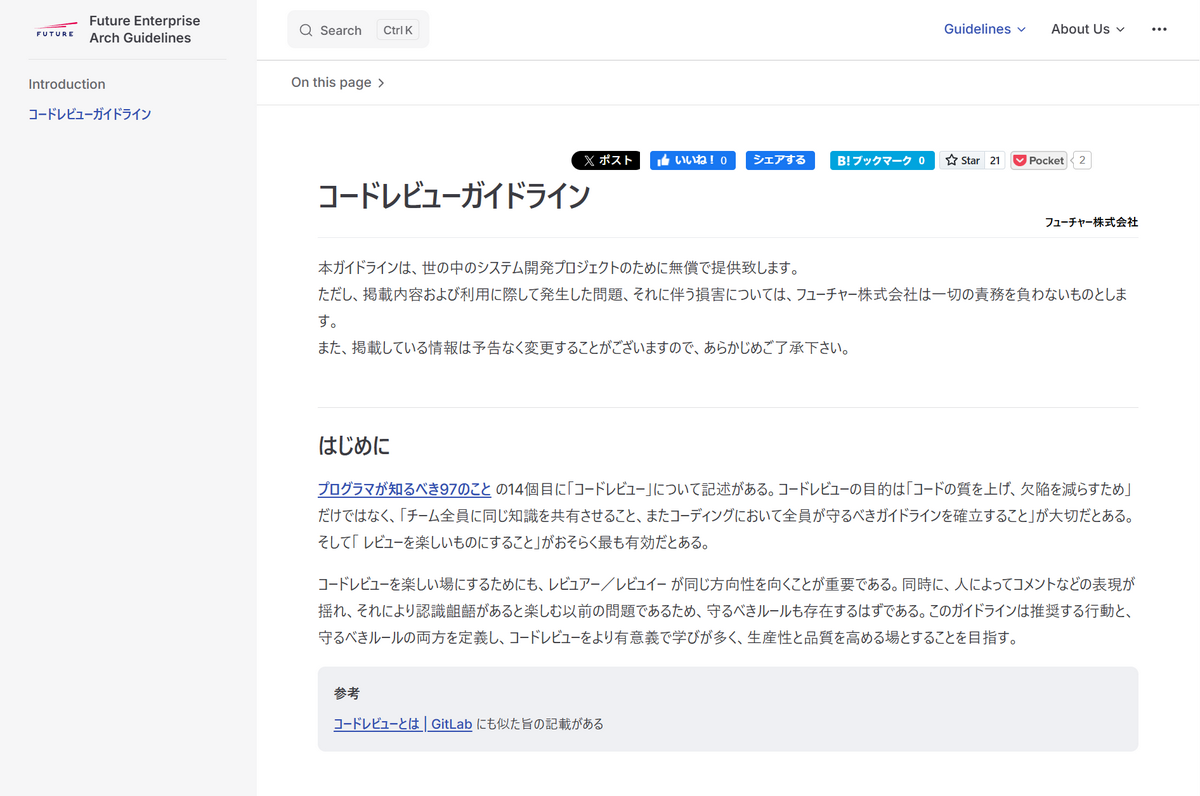 FUTURE
Future Enterprise
Arch Guidelines
Search
Ctrl K
Guidelines
About Us
Introduction
コードレビューガイドライン
On this page
ポスト
いいね！ 0
シェアする
B! ブックマーク 0
Star 21
Pocket 2
コードレビューガイドライン
フューチャー株式会社
本ガイドラインは、世の中のシステム開発プロジェクトのために無償で提供致します。
ただし、掲載内容および利用に際して発生した問題、それに伴う損害については、フューチャー株式会社は一切の責務を負わないものとしま
す。
また、掲載している情報は予告なく変更することがございますので、あらかじめご了承下さい。
はじめに
プログラマが知るべき97のこと の14個目に「コードレビュー」について記述がある。コードレビューの目的は「コードの質を上げ、欠陥を減らすため」
だけではなく、「チーム全員に同じ知識を共有させること、またコーディングにおいて全員が守るべきガイドラインを確立すること」が大切だとある。
そして「 レビューを楽しいものにすること」がおそらく最も有効だとある。
コードレビューを楽しい場にするためにも、レビュアー／レビュイー が同じ方向性を向くことが重要である。同時に、人によってコメントなどの表現が
揺れ、それにより認識齟齬があると楽しむ以前の問題であるため、守るべきルールも存在するはずである。このガイドラインは推奨する行動と、
守るべきルールの両方を定義し、コードレビューをより有意義で学びが多く、生産性と品質を高める場とすることを目指す。
参考
コードレビューとは | GitLab にも似た旨の記載がある